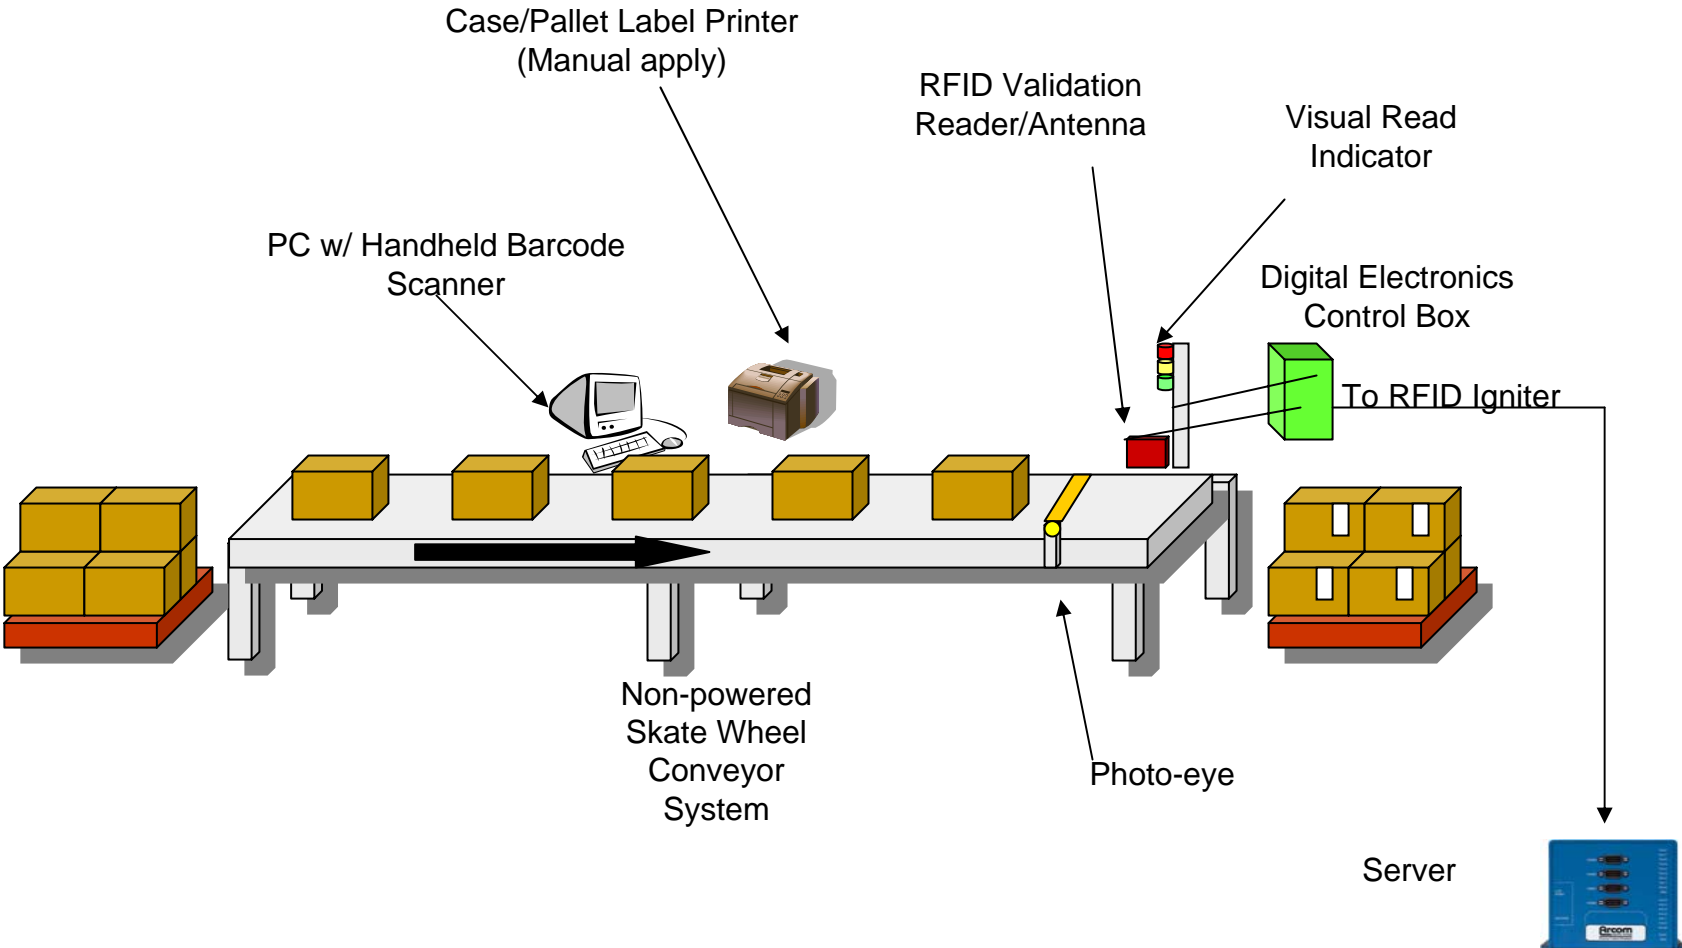 Case/Pallet Label Printer
(Manual apply)
RFID Validation
Reader/Antenna
Visual Read
Indicator
PC w/ Handheld Barcode
Scanner
Digital Electronics
Control Box
To RFID Igniter
Non-powered
Skate Wheel
Conveyor
System
Photo-eye
Server
Arcom